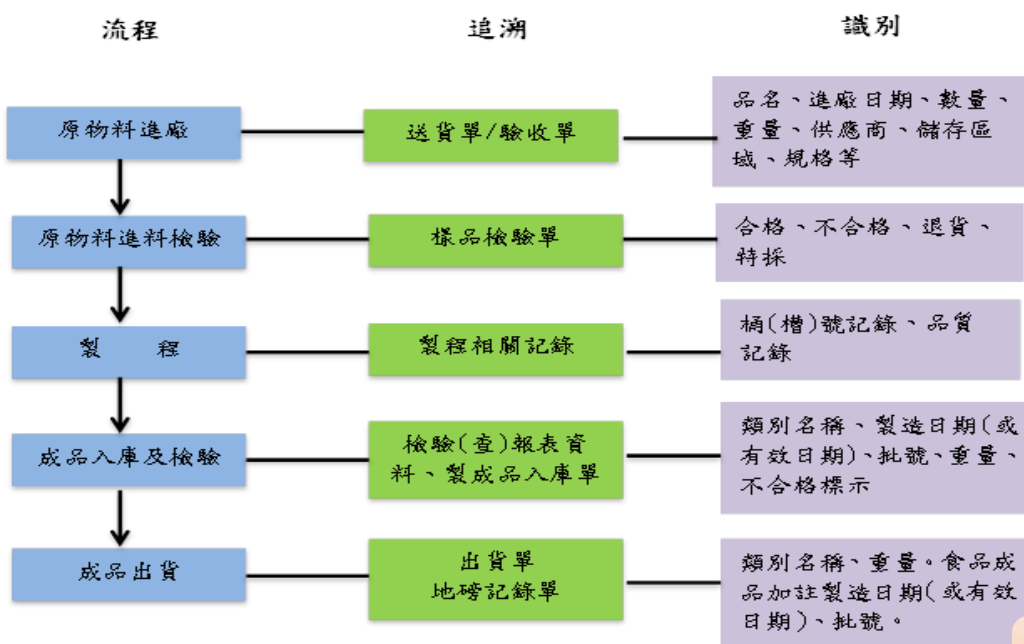 流程
追溯
識別
原物料進廠
送貨單/驗收單
品名、進廠日期、數量、
重量、供應商、儲存區
域、規格等
原物料進料檢驗
樣品檢驗單
合格、不合格、退貨、
特採
製 程
製程相關記錄
桶(槽)號記錄、品質
記錄
成品入庫及檢驗
檢驗(查)報表資
料、製成品入庫單
類別名稱、製造日期(或
有效日期)、批號、重量、
不合格標示
成品出貨
出貨單
地磅記錄單
類別名稱、重量。食品成
品加註製造日期(或有效
日期)、批號。